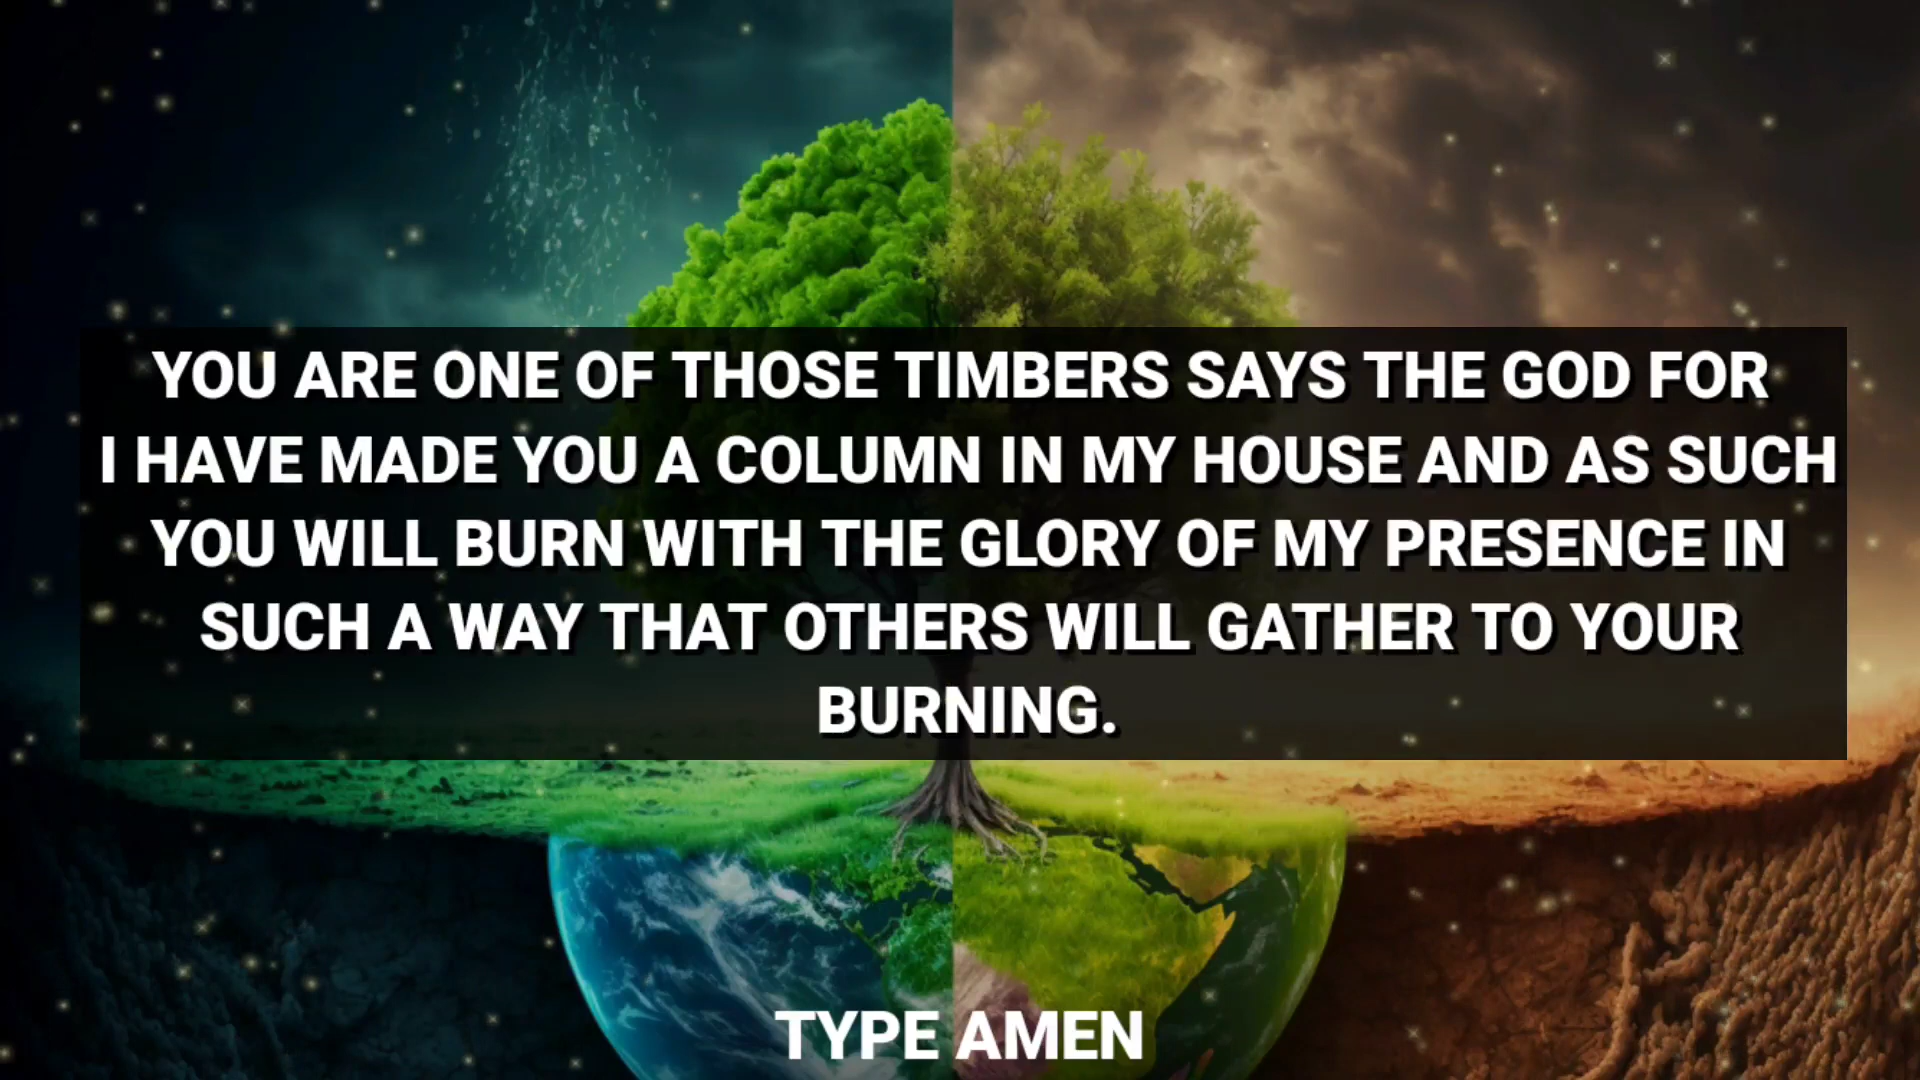 YOU ARE ONE OF THOSE TIMBERS SAYS THE GOD FOR
I HAVE MADE YOU A COLUMN IN MY HOUSE AND AS SUCH
YOU WILL BURN WITH THE GLORY OF MY PRESENCE IN
SUCH A WAY THAT OTHERS WILL GATHER TO YOUR
BURNING.
TYPE AMEN